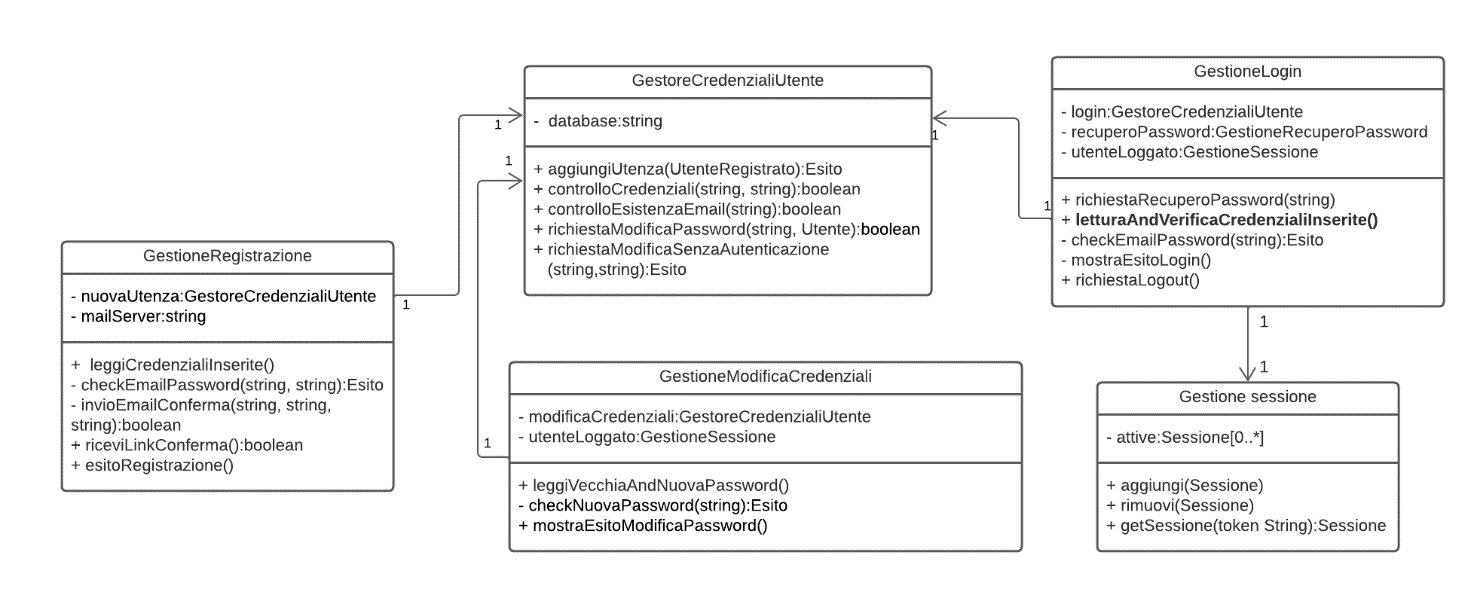 GestoreCredenzialiUtente
- database:string
+ aggiungiUtenza(UtenteRegistrato):Esito
+ controlloCredenziali(string, string):boolean
+ controlloEsistenzaEmail(string):boolean
+ richiestaModificaPassword(string, Utente):boolean
+ richiestaModificaSenzaAutenticazione
(string,string):Esito
1
1
1
GestioneLogin
- login:GestoreCredenzialiUtente
- recuperoPassword:GestioneRecuperoPassword
- utenteLoggato:GestioneSessione
+ richiestaRecuperoPassword(string)
+ letturaAndVerificaCredenzialiInserite()
- checkEmailPassword(string):Esito
- mostraEsitoLogin()
+ richiestaLogout()
1
1
1
GestioneRegistrazione
- nuovaUtenza:GestoreCredenzialiUtente
- mailServer:string
+ leggiCredenzialiInserite()
- checkEmailPassword(string, string):Esito
- invioEmailConferma(string, string,
string):boolean
+ riceviLinkConferma():boolean
+ esitoRegistrazione()
1
GestioneModificaCredenziali
- modificaCredenziali:GestoreCredenzialiUtente
- utenteLoggato:GestioneSessione
+ leggiVecchiaAndNuovaPassword()
- checkNuovaPassword(string):Esito
+ mostraEsitoModificaPassword()
1
Gestione sessione
- attive:Sessione[0..*]
+ aggiungi(Sessione)
+ rimuovi(Sessione)
+ getSessione(token String):Sessione